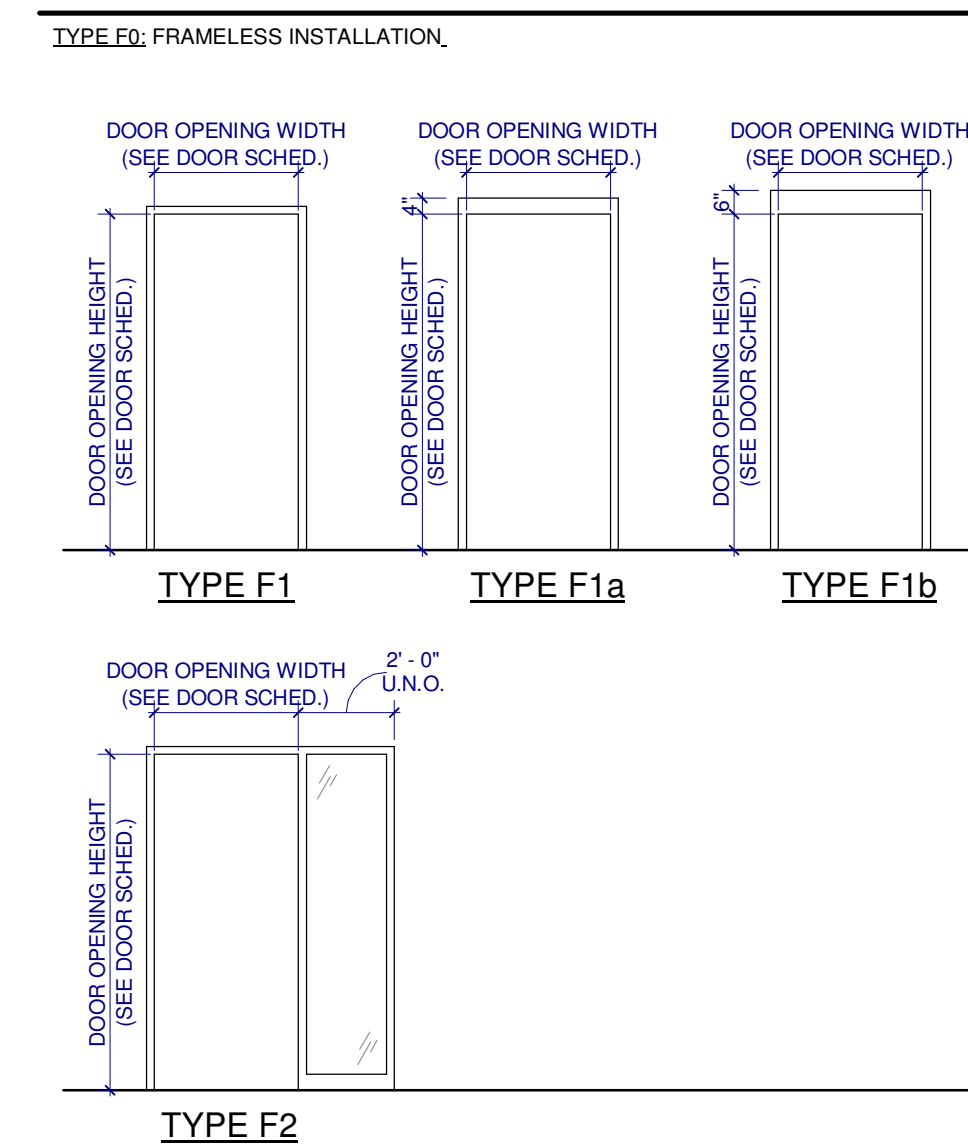 TYPE F0: FRAMELESS INSTALLATION
DOOR OPENING WIDTH
(SEE DOOR SCHED.)
DOOR OPENING HEIGHT
(SEE DOOR SCHED.)
TYPE F1
DOOR OPENING WIDTH
(SEE DOOR SCHED.)
4"
DOOR OPENING HEIGHT
(SEE DOOR SCHED.)
TYPE F1a
DOOR OPENING WIDTH
(SEE DOOR SCHED.)
6"
DOOR OPENING HEIGHT
(SEE DOOR SCHED.)
TYPE F1b
DOOR OPENING WIDTH
(SEE DOOR SCHED.)
2' - 0"
U.N.O.
DOOR OPENING HEIGHT
(SEE DOOR SCHED.)
TYPE F2